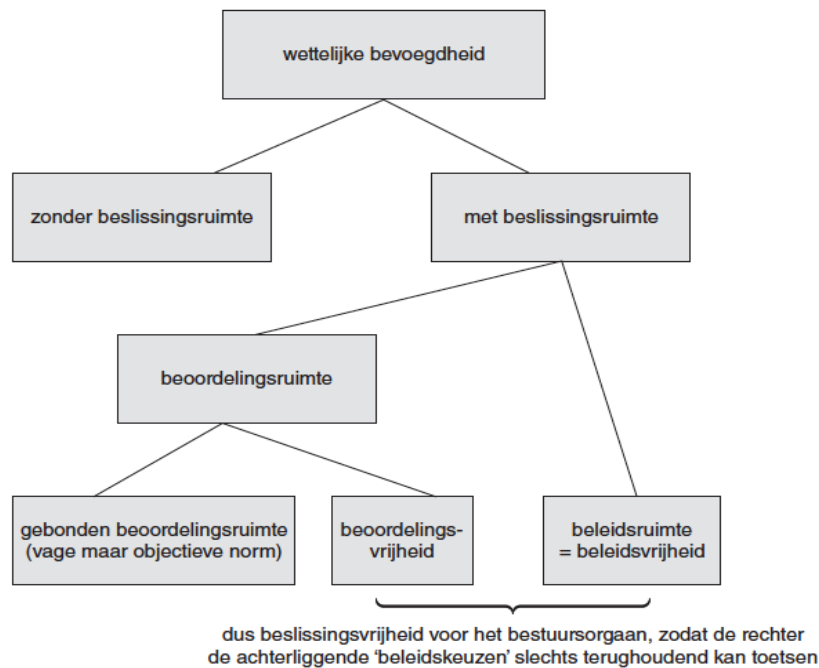 wettelijke bevoegdheid
zonder beslissingsruimte
met beslissingsruimte
beoordelingsruimte
gebonden beoordelingsruimte
(vage maar objectieve norm)
beoordelings-
vrijheid
beleidsruimte
= beleidsvrijheid
dus beslissingsvrijheid voor het bestuursorgaan, zodat de rechter
de achterliggende ‘beleidskeuzen’ slechts terughoudend kan toetsen